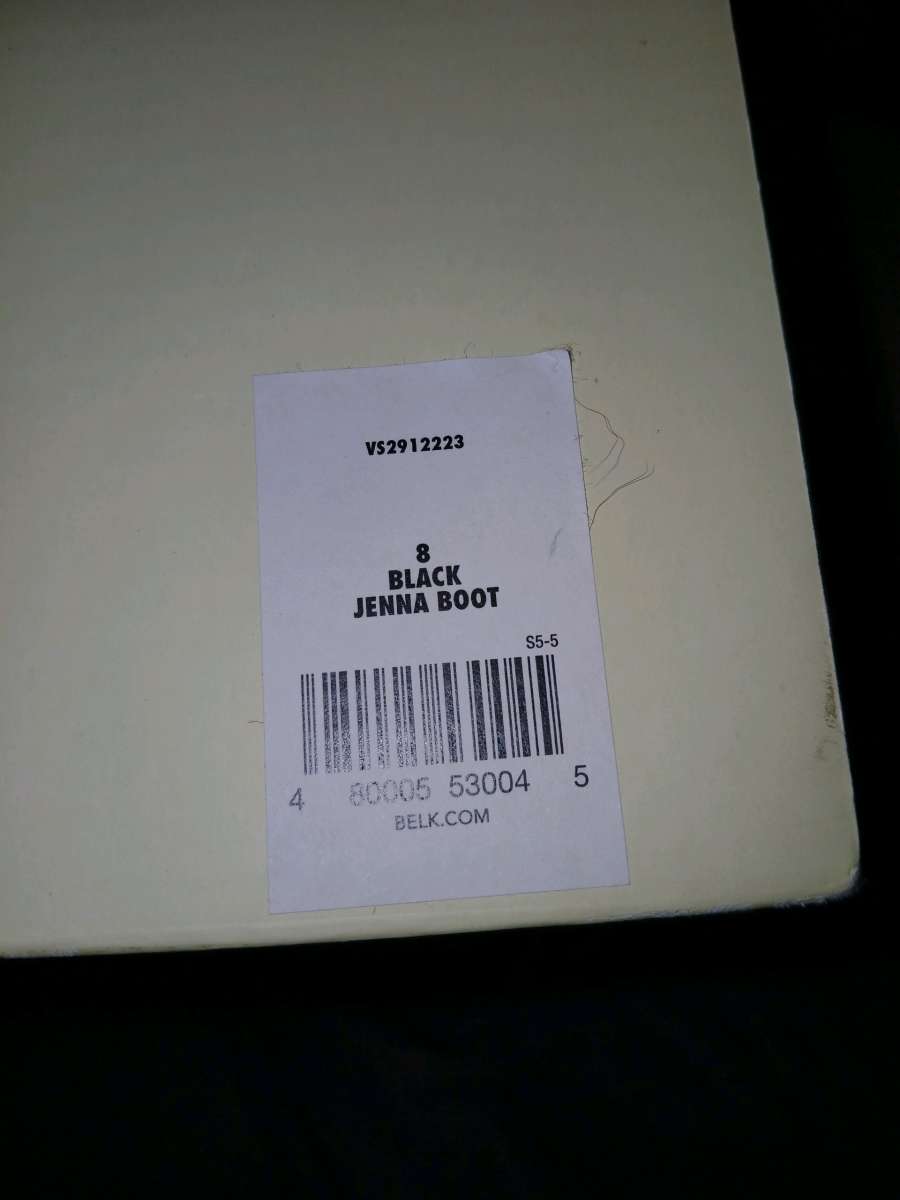 VS2912223
8
BLACK
JENNA BOOT
S5-5
4 80005 53004 5
BELK.COM